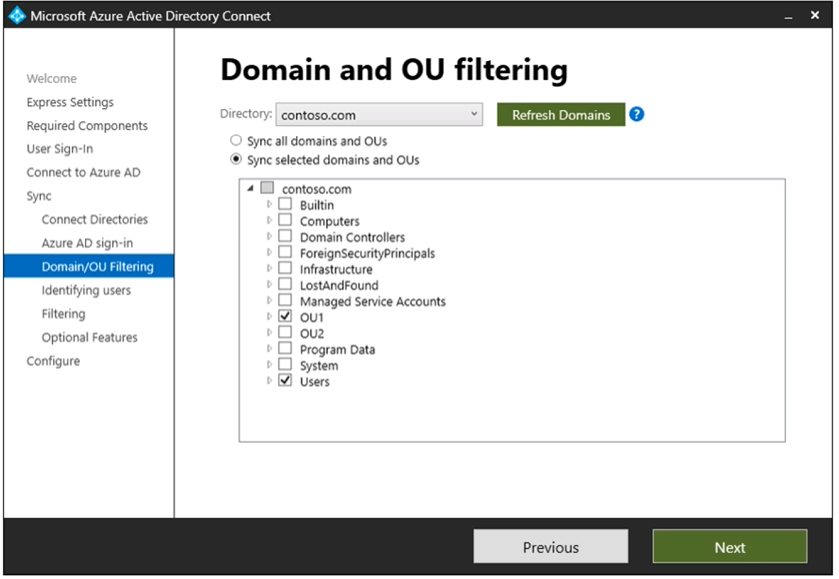 Microsoft Azure Active Directory Connect
Welcome
Express Settings
Required Components
User Sign-In
Connect to Azure AD
Sync
Connect Directories
Azure AD sign-in
Domain/OU Filtering
Identifying users
Filtering
Optional Features
Configure
Domain and OU filtering
Directory: contoso.com Refresh Domains ?
Sync all domains and OUs
Sync selected domains and OUs
contoso.com
Builtin
Computers
Domain Controllers
ForeignSecurityPrincipals
Infrastructure
LostAndFound
Managed Service Accounts
OU1
OU2
Program Data
System
Users
Previous Next